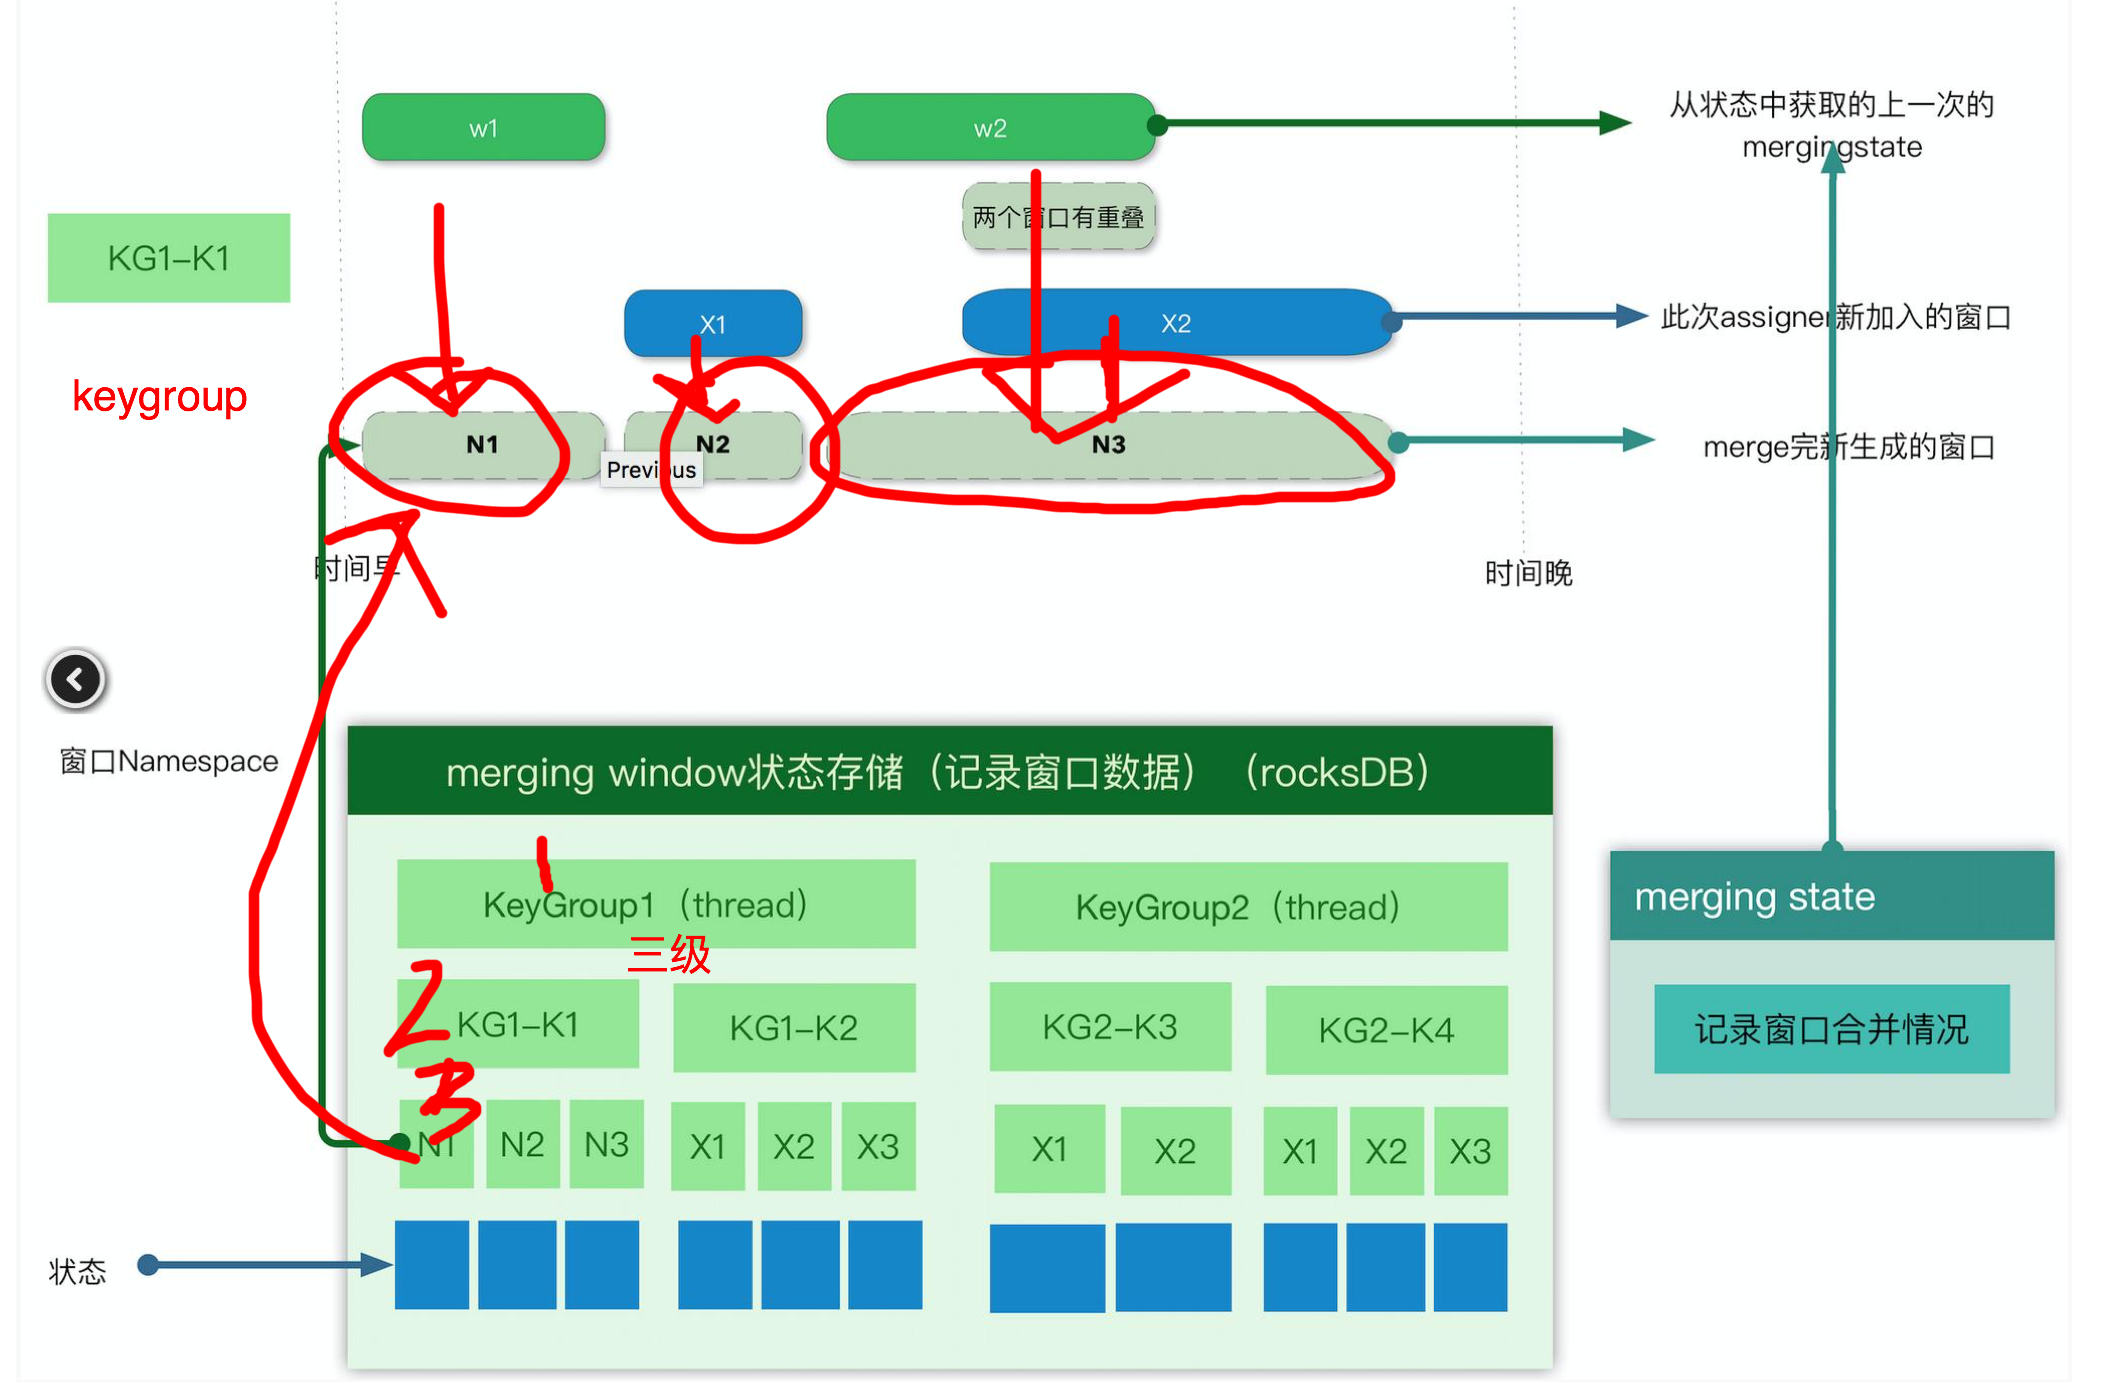 w1
w2
从状态中获取的上一次的
mergingstate
两个窗口有重叠
KG1-K1
X1
X2
此次assigner新加入的窗口
keygroup
N1
N2
N3
merge完新生成的窗口
Previous
时间早
时间晚
窗口Namespace
merging window状态存储（记录窗口数据）（rocksDB）
1
KeyGroup1（thread）
KeyGroup2（thread）
merging state
三级
2
KG1-K1
KG1-K2
KG2-K3
KG2-K4
记录窗口合并情况
3
N1
N2
N3
X1
X2
X3
X1
X2
X1
X2
X3
状态